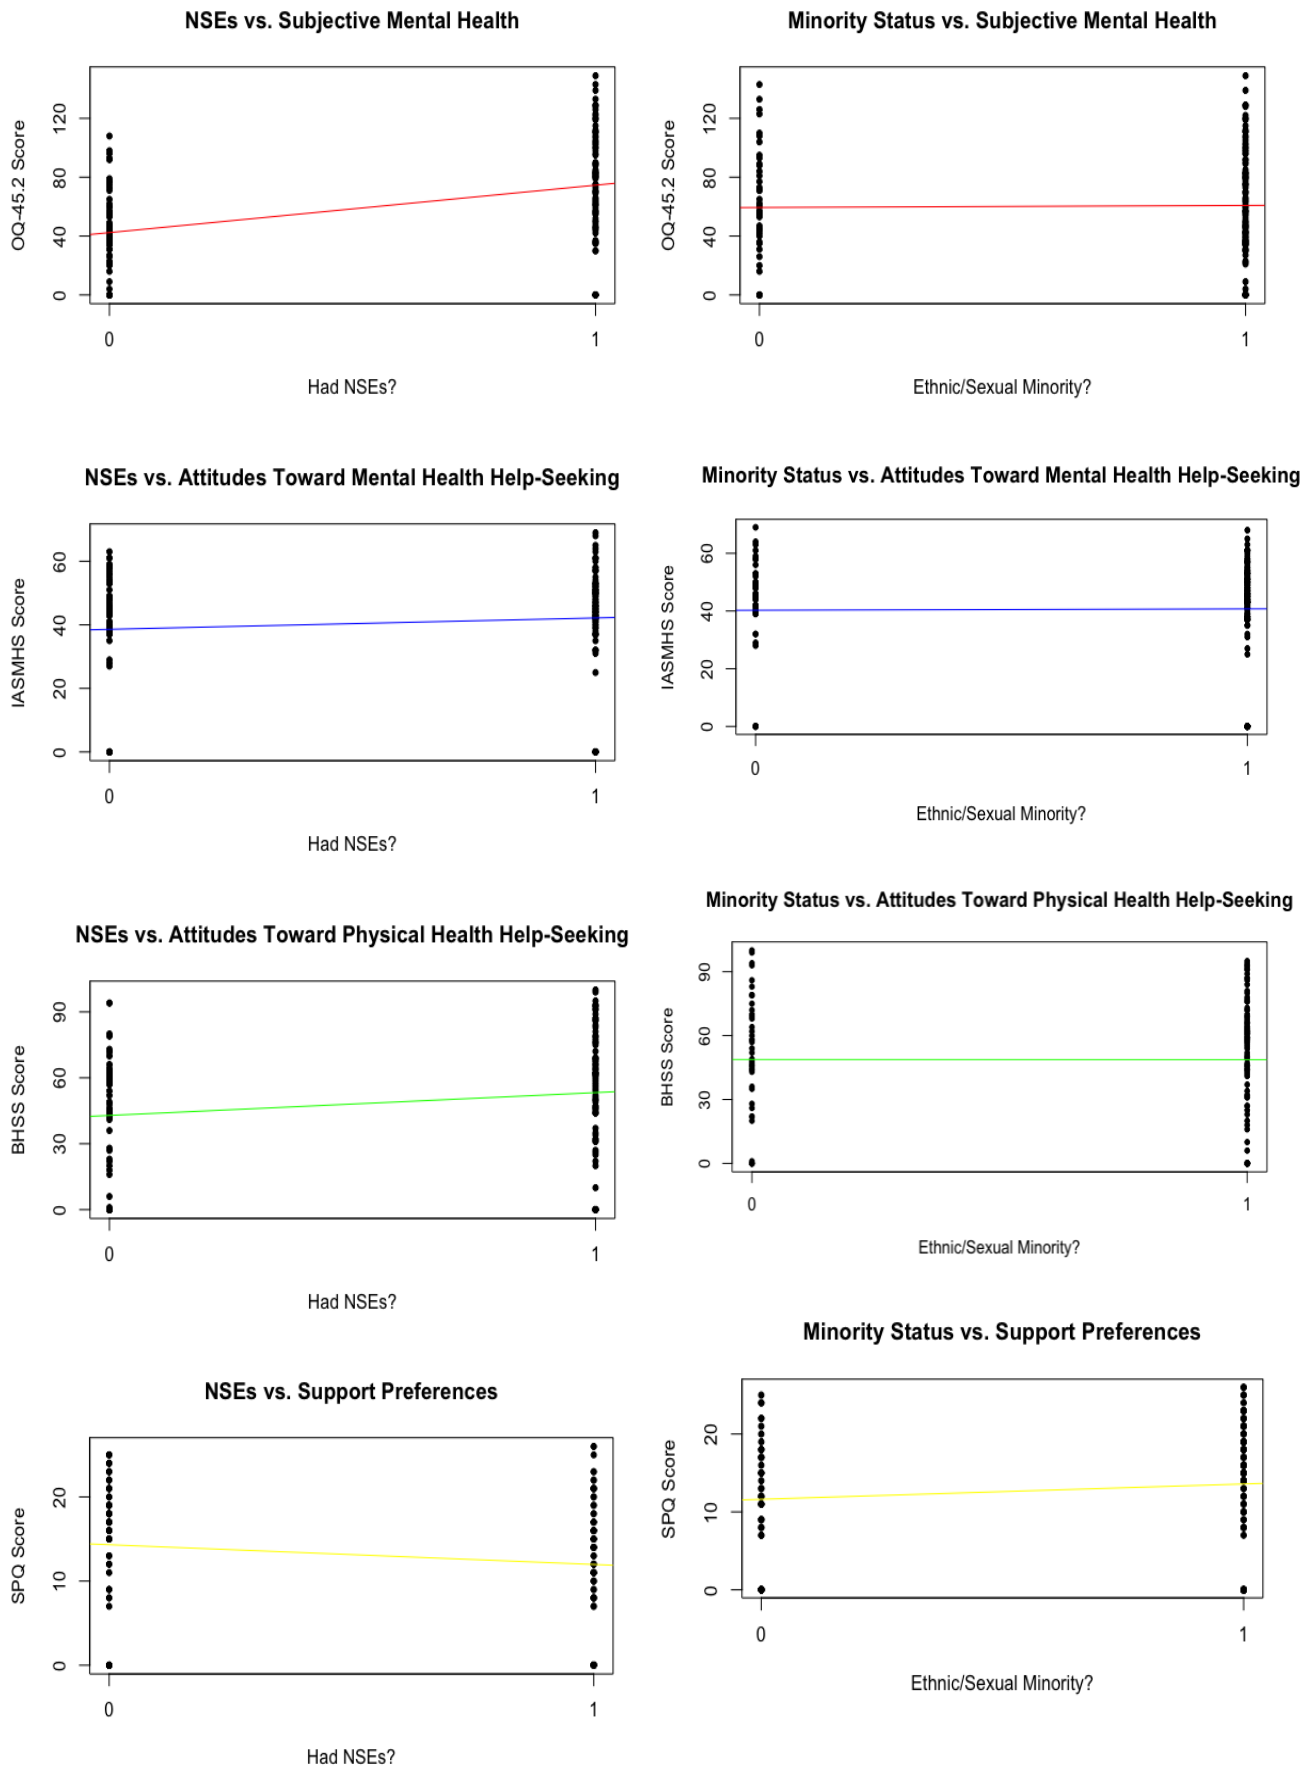 NSEs vs. Subjective Mental Health
OQ-45.2 Score
120
80
40
0
0 1
Had NSEs?
Minority Status vs. Subjective Mental Health
OQ-45.2 Score
120
80
40
0
0 1
Ethnic/Sexual Minority?
NSEs vs. Attitudes Toward Mental Health Help-Seeking
IASMHS Score
60
40
20
0
0 1
Had NSEs?
Minority Status vs. Attitudes Toward Mental Health Help-Seeking
IASMHS Score
60
40
20
0
0 1
Ethnic/Sexual Minority?
NSEs vs. Attitudes Toward Physical Health Help-Seeking
BHSS Score
90
60
30
0
0 1
Had NSEs?
Minority Status vs. Attitudes Toward Physical Health Help-Seeking
BHSS Score
90
60
30
0
0 1
Ethnic/Sexual Minority?
NSEs vs. Support Preferences
SPQ Score
20
10
0
0 1
Had NSEs?
Minority Status vs. Support Preferences
SPQ Score
20
10
0
0 1
Ethnic/Sexual Minority?